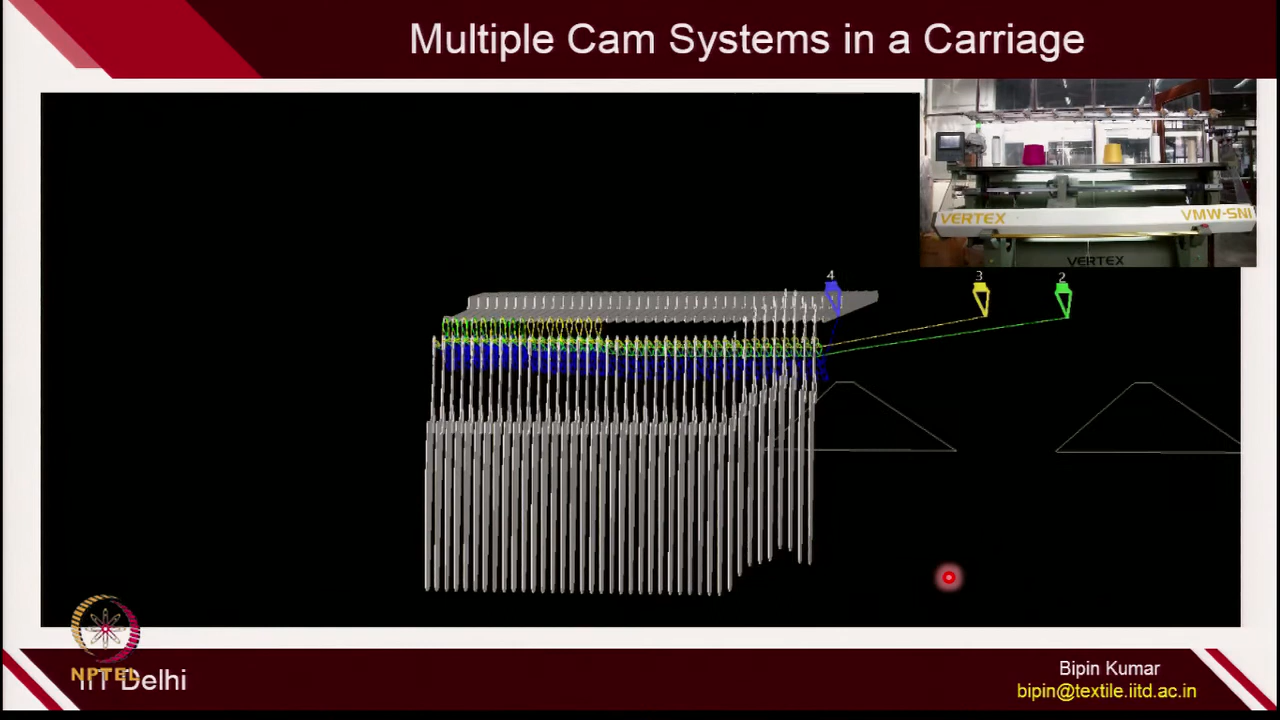 Multiple Cam Systems in a Carriage
VERTEX
VMW-SNI
VERTEX
4
3
2
NPTEL
IIT Delhi
Bipin Kumar
bipin@textile.iitd.ac.in